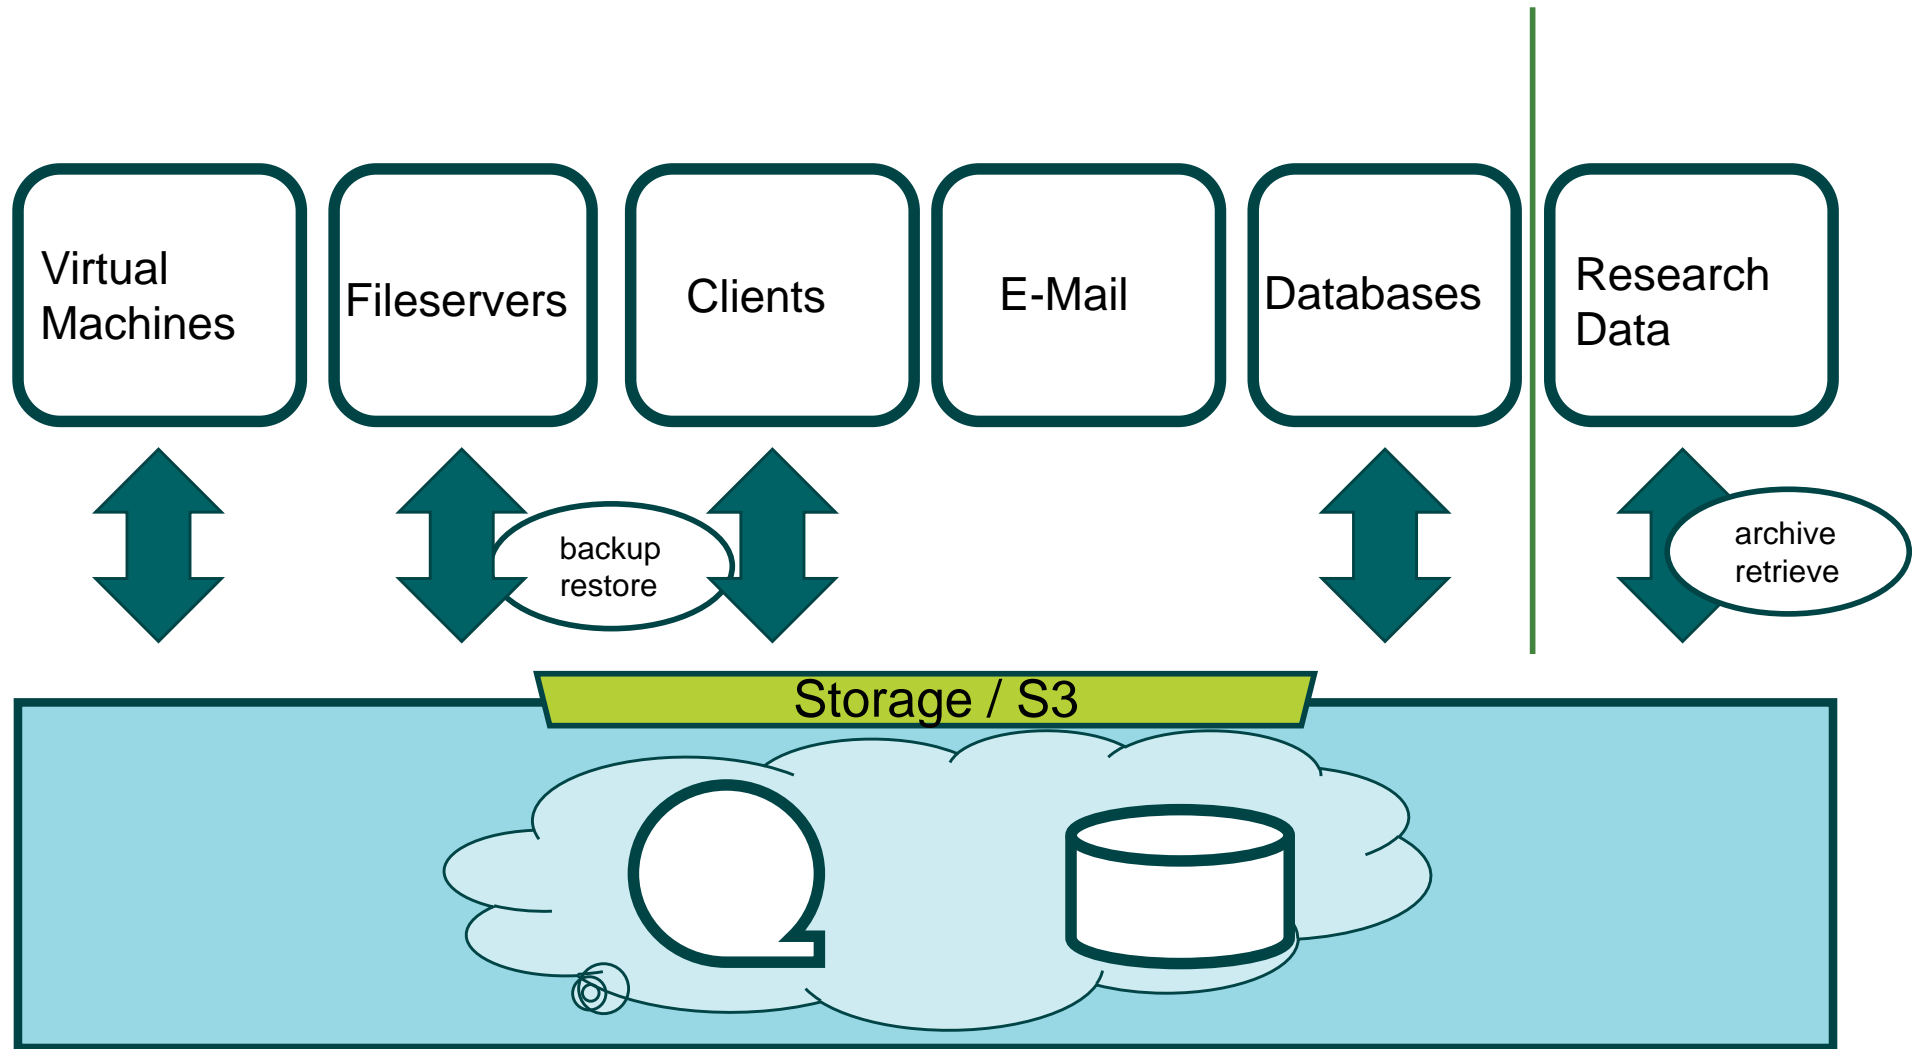 Virtual
Machines
Fileservers
Clients
E-Mail
Databases
Research
Data
backup
restore
archive
retrieve
Storage / S3